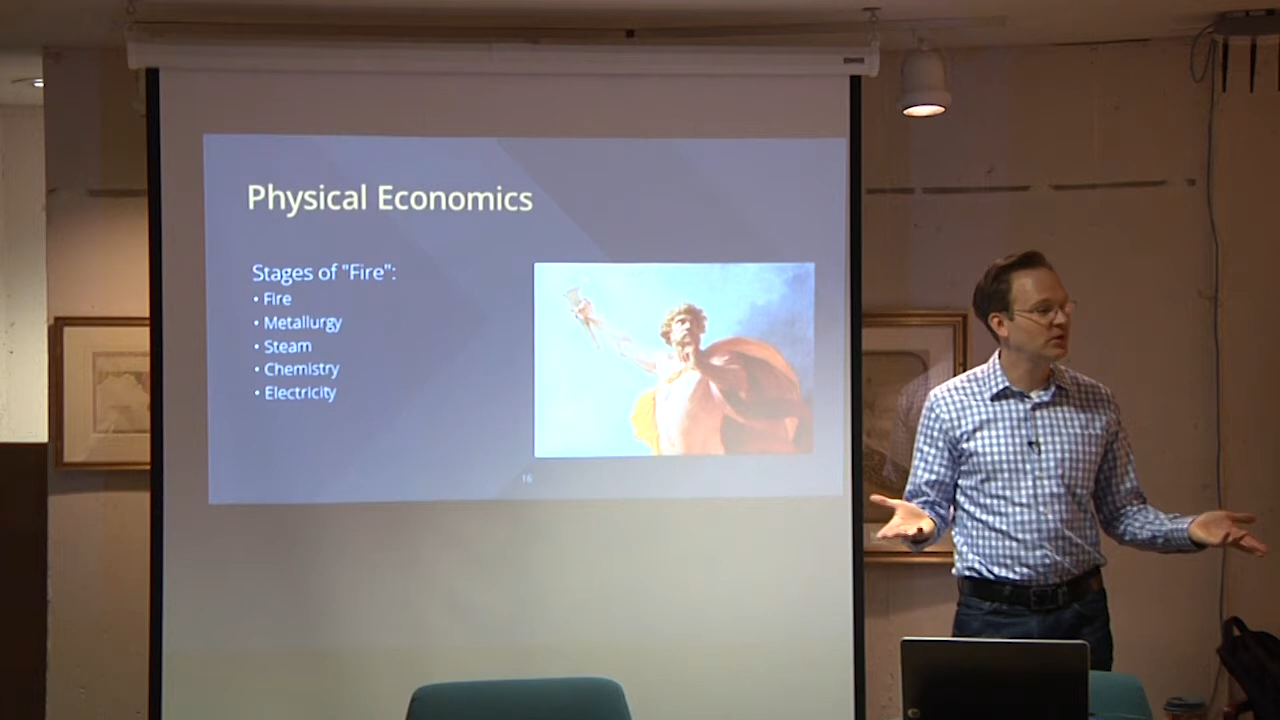 Physical Economics
Stages of "Fire":
• Fire
• Metallurgy
• Steam
• Chemistry
• Electricity
16